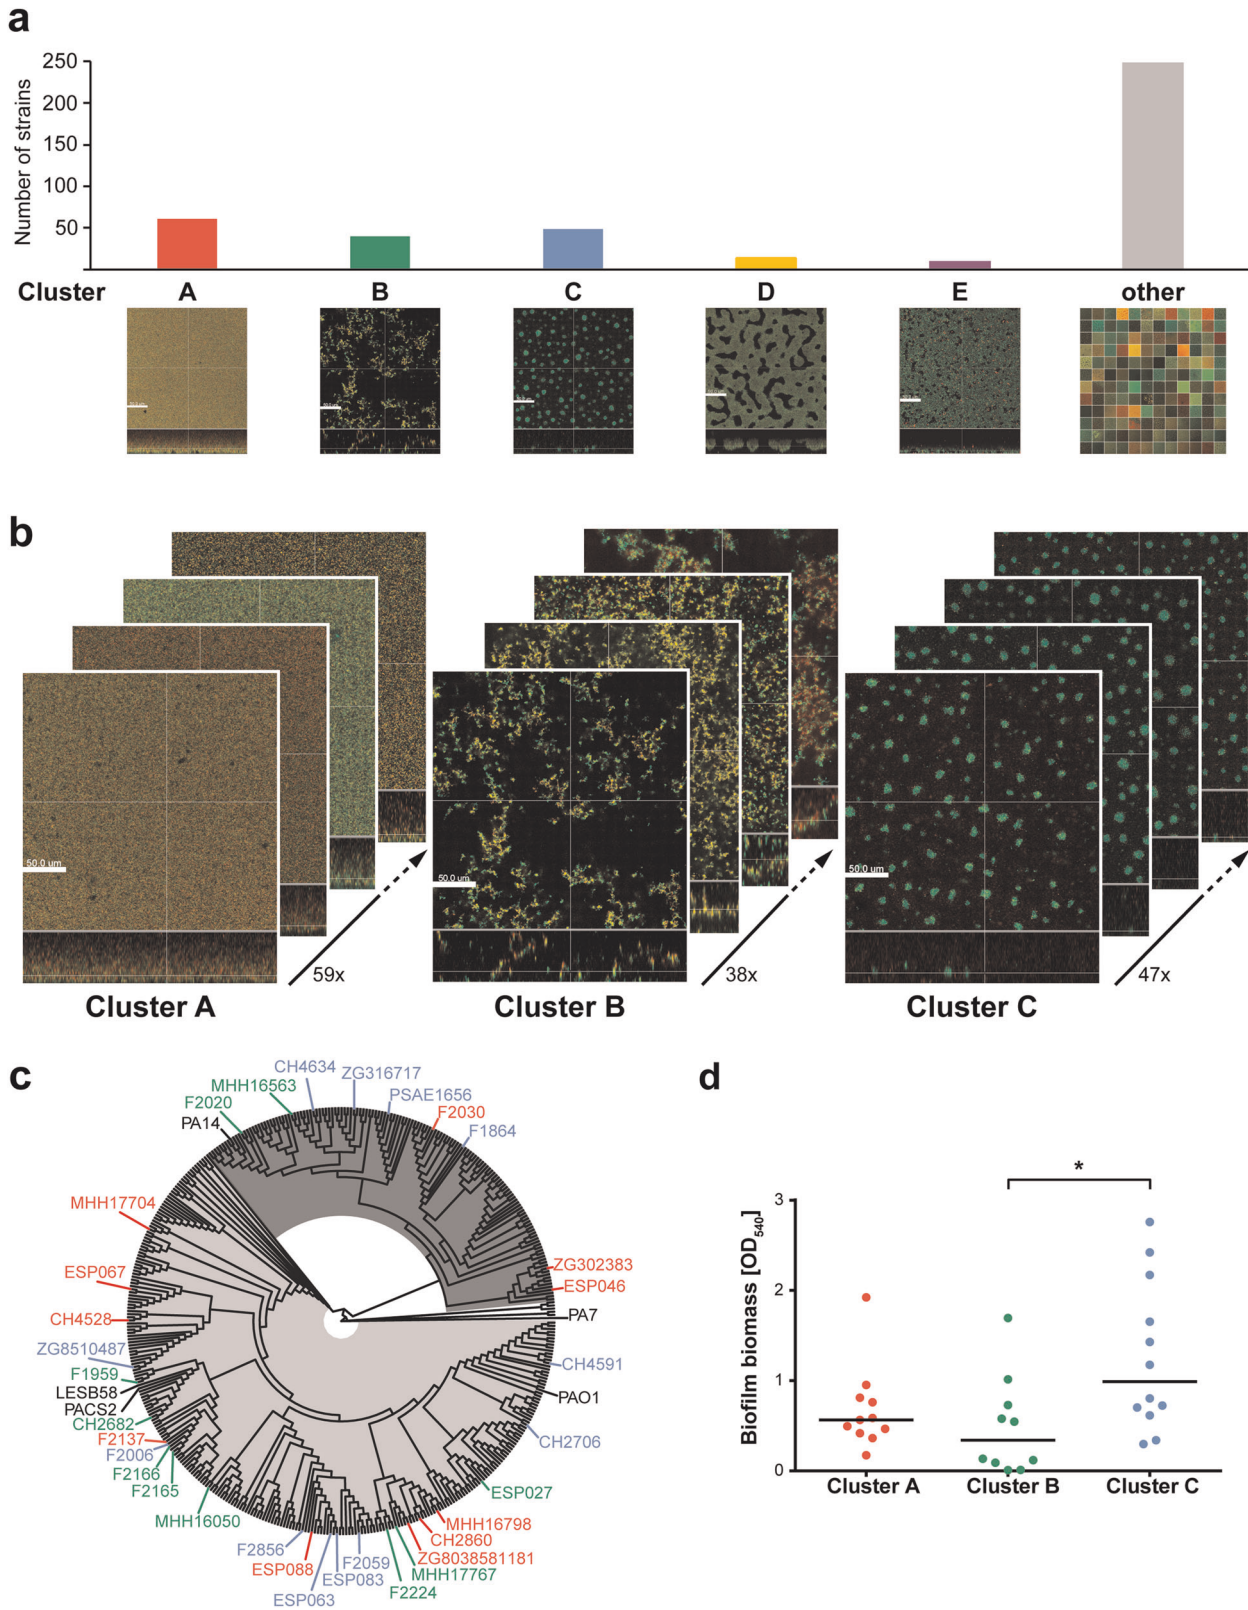 a
Number of strains
250
200
150
100
50
Cluster A B C D E other
b
50.0 um
50.0 um
50.0 um
59x
38x
47x
Cluster A
Cluster B
Cluster C
c
CH4634
ZG316717
MHH16563
PSAE1656
F2020
F2030
PA14
F1864
MHH17704
ESP067
ZG302383
ESP046
CH4528
PA7
ZG8510487
CH4591
F1959
LESB58
PAO1
PACS2
CH2682
F2137
F2006
CH2706
F2166
F2165
ESP027
MHH16050
MHH16798
CH2860
F2856
F2059
ZG8038581181
ESP088
ESP083
MHH17767
ESP063
F2224
d
*
Biofilm biomass [OD540]
3
2
1
0
Cluster A
Cluster B
Cluster C